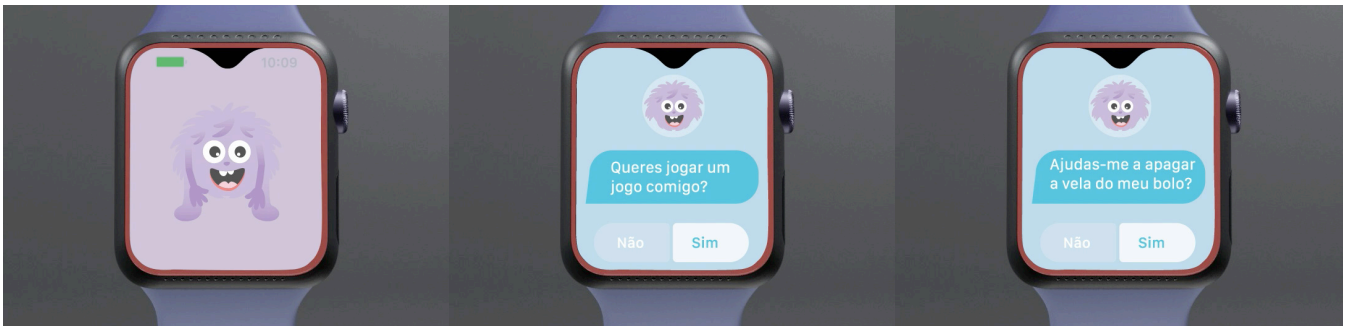 10:09
Queres jogar um
jogo comigo?
Não
Sim
Ajudas-me a apagar
a vela do meu bolo?
Não
Sim